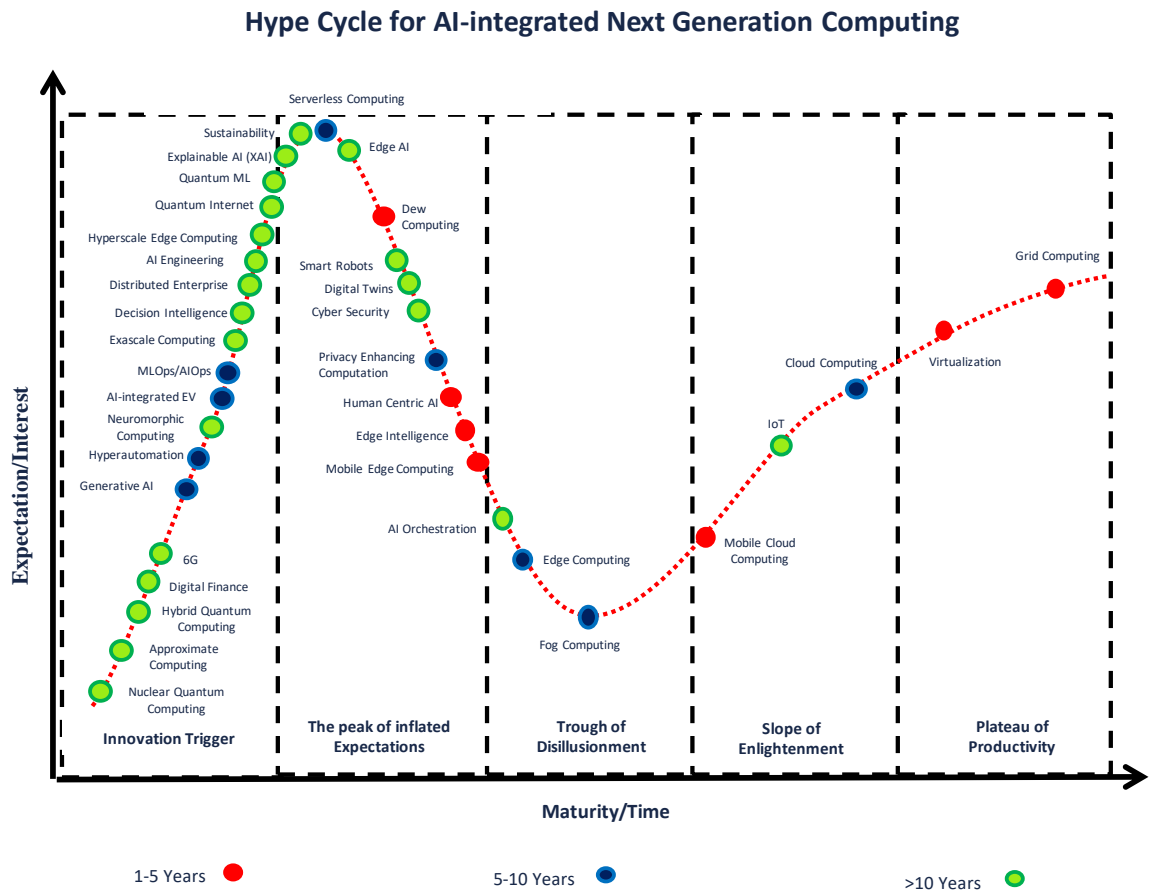 Hype Cycle for AI-integrated Next Generation Computing
Serverless Computing
Sustainability
Edge AI
Explainable AI (XAI)
Quantum ML
Quantum Internet
Dew
Computing
Hyperscale Edge Computing
AI Engineering
Smart Robots
Grid Computing
Distributed Enterprise
Digital Twins
Decision Intelligence
Cyber Security
Exascale Computing
MLOps/AIOps
Privacy Enhancing
Computation
Cloud Computing
Virtualization
AI-integrated EV
Human Centric AI
Neuromorphic
Computing
Edge Intelligence
IoT
Hyperautomation
Mobile Edge Computing
Generative AI
AI Orchestration
Mobile Cloud
Computing
6G
Edge Computing
Digital Finance
Hybrid Quantum
Computing
Fog Computing
Approximate
Computing
Nuclear Quantum
Computing
Innovation Trigger
The peak of inflated
Expectations
Trough of
Disillusionment
Slope of
Enlightenment
Plateau of
Productivity
Expectation/Interest
Maturity/Time
1-5 Years
5-10 Years
>10 Years